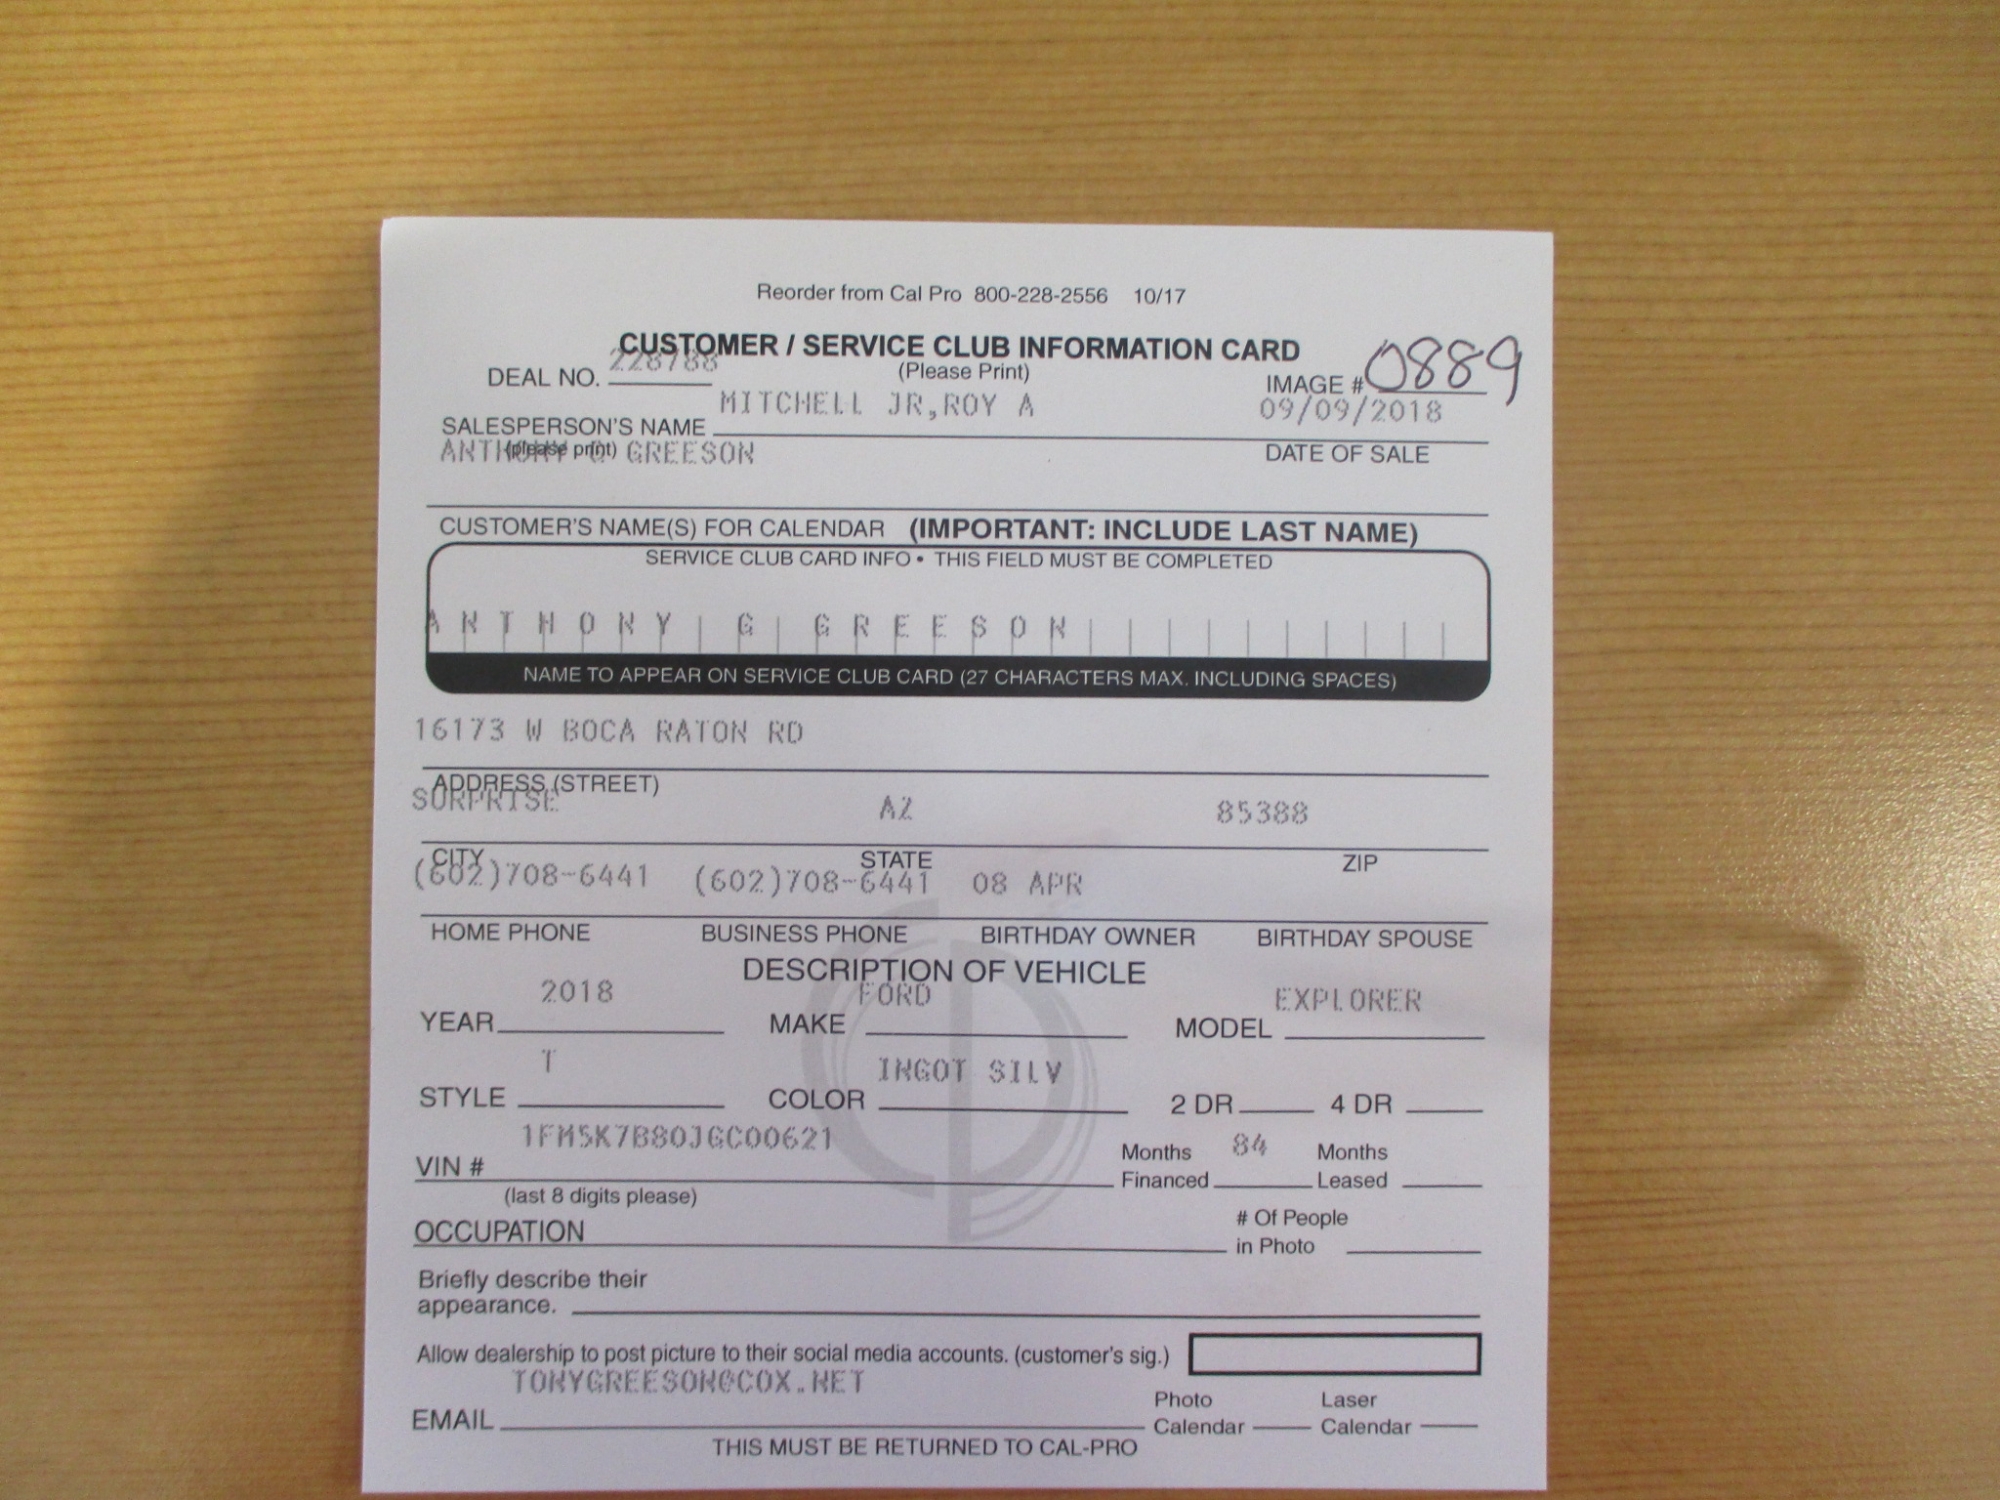 Reorder from Cal Pro 800-228-2556 10/17
CUSTOMER / SERVICE CLUB INFORMATION CARD
DEAL NO. 228788 (Please Print) IMAGE # 0889
SALESPERSON'S NAME MITCHELL JR,ROY A 09/09/2018
(please print) DATE OF SALE
ANTHONY G GREESON
CUSTOMER'S NAME(S) FOR CALENDAR (IMPORTANT: INCLUDE LAST NAME)
SERVICE CLUB CARD INFO • THIS FIELD MUST BE COMPLETED
ANTHONY G GREESON
NAME TO APPEAR ON SERVICE CLUB CARD (27 CHARACTERS MAX. INCLUDING SPACES)
16173 W BOCA RATON RD
ADDRESS (STREET)
SURPRISE AZ 85388
CITY STATE ZIP
(602)708-6441 (602)708-6441 08 APR
HOME PHONE BUSINESS PHONE BIRTHDAY OWNER BIRTHDAY SPOUSE
DESCRIPTION OF VEHICLE
YEAR 2018 MAKE FORD MODEL EXPLORER
STYLE T COLOR INGOT SILV 2 DR 4 DR
VIN # 1FM5K7B80JGC00621 Months Financed 84 Months Leased
(last 8 digits please)
OCCUPATION # Of People in Photo
Briefly describe their
appearance.
Allow dealership to post picture to their social media accounts. (customer's sig.)
EMAIL TONYGREESON@COX.NET Photo Calendar Laser Calendar
THIS MUST BE RETURNED TO CAL-PRO